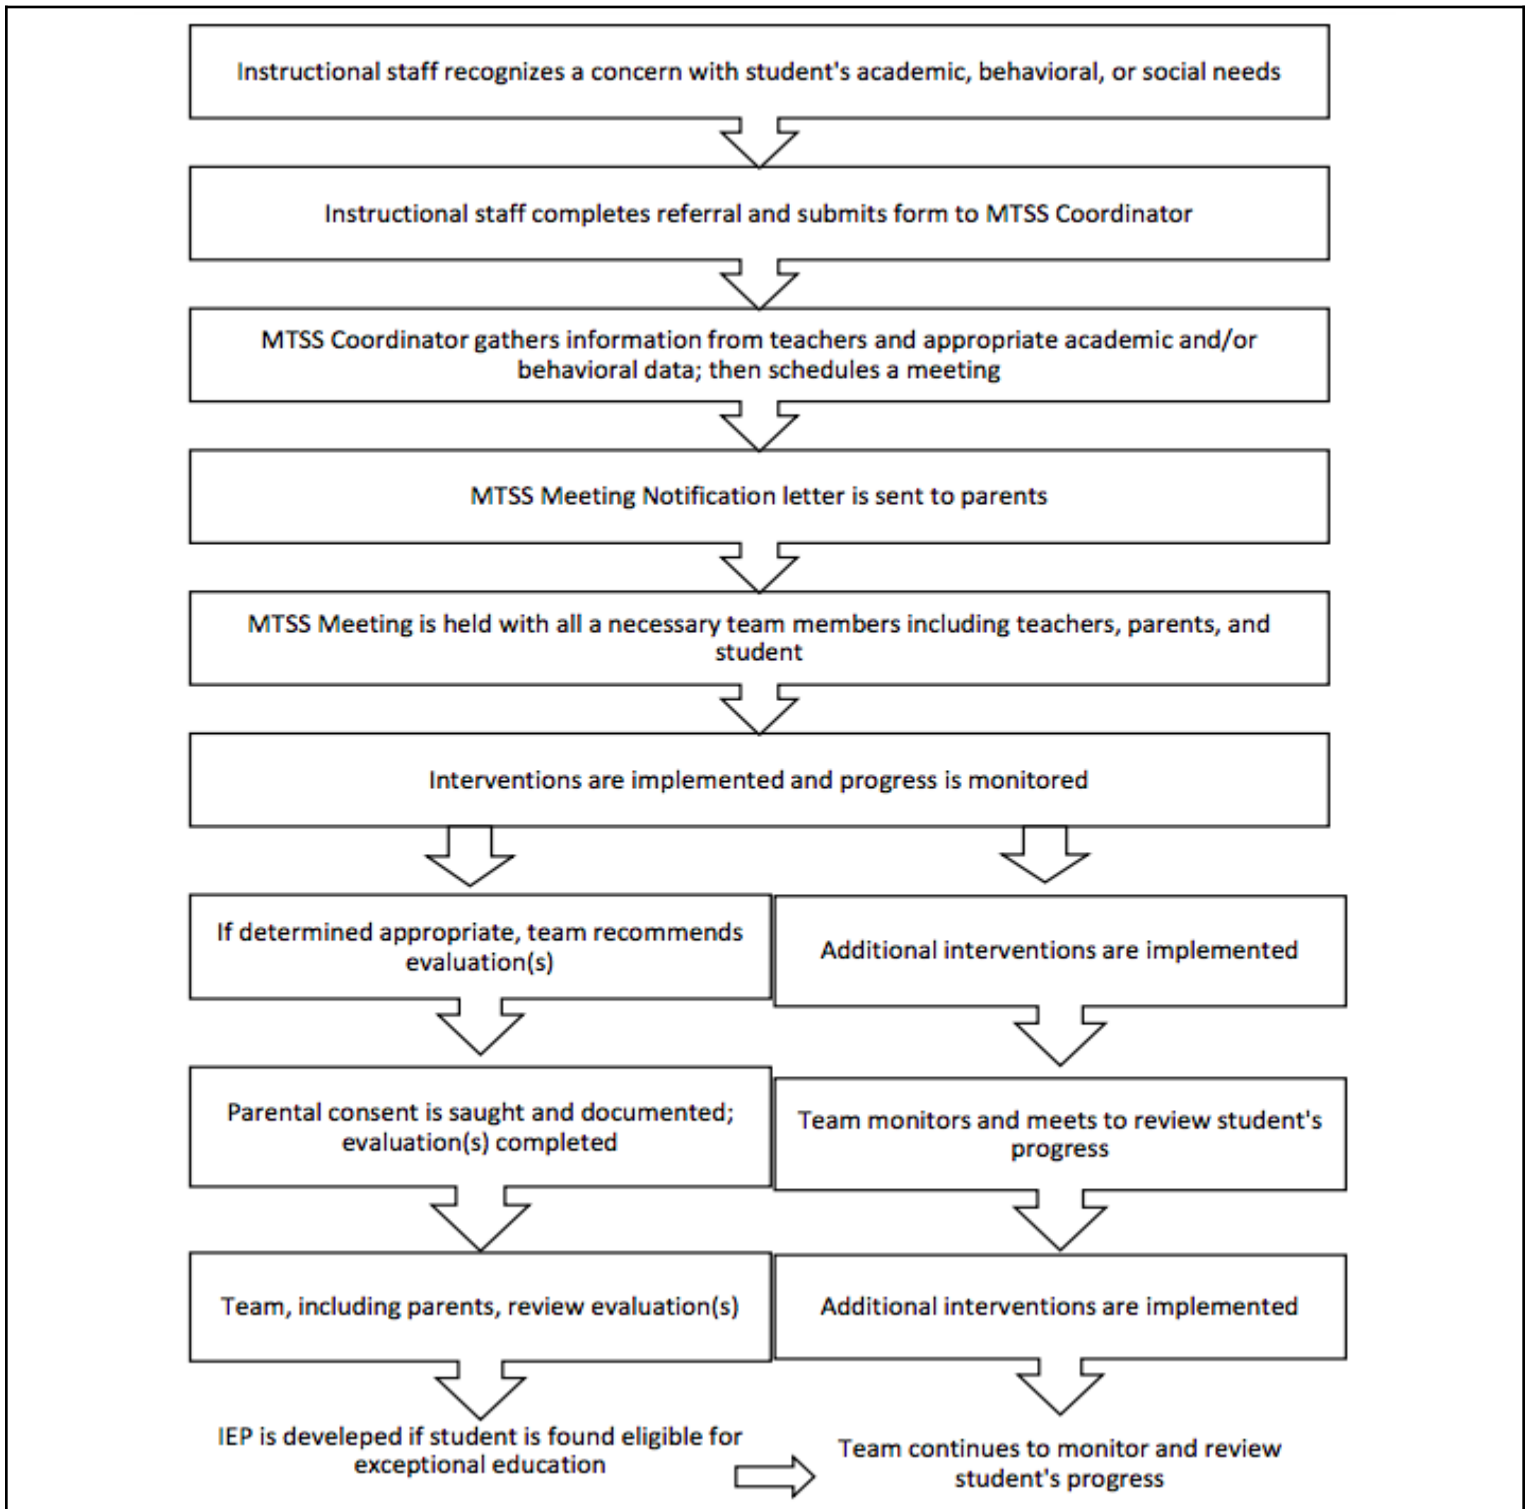 Instructional staff recognizes a concern with student's academic, behavioral, or social needs
Instructional staff completes referral and submits form to MTSS Coordinator
MTSS Coordinator gathers information from teachers and appropriate academic and/or
behavioral data; then schedules a meeting
MTSS Meeting Notification letter is sent to parents
MTSS Meeting is held with all a necessary team members including teachers, parents, and
student
Interventions are implemented and progress is monitored
If determined appropriate, team recommends
evaluation(s)
Additional interventions are implemented
Parental consent is saught and documented;
evaluation(s) completed
Team monitors and meets to review student's
progress
Team, including parents, review evaluation(s)
Additional interventions are implemented
IEP is develeped if student is found eligible for
exceptional education
Team continues to monitor and review
student's progress